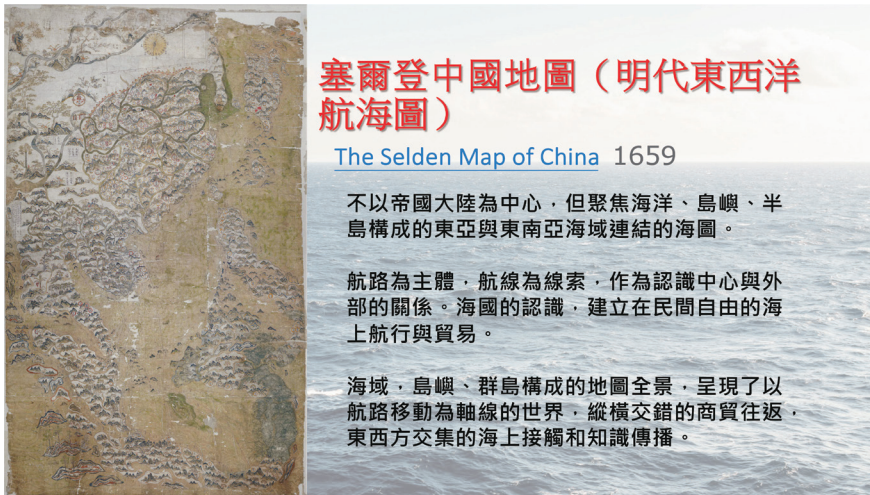 塞爾登中國地圖（明代東西洋
航海圖）
The Selden Map of China 1659
不以帝國大陸為中心，但聚焦海洋、島嶼、半
島構成的東亞與東南亞海域連結的海圖。
航路為主體，航線為線索，作為認識中心與外
部的關係。海國的認識，建立在民間自由的海
上航行與貿易。
海域，島嶼、群島構成的地圖全景，呈現了以
航路移動為軸線的世界，縱橫交錯的商貿往返，
東西方交集的海上接觸和知識傳播。